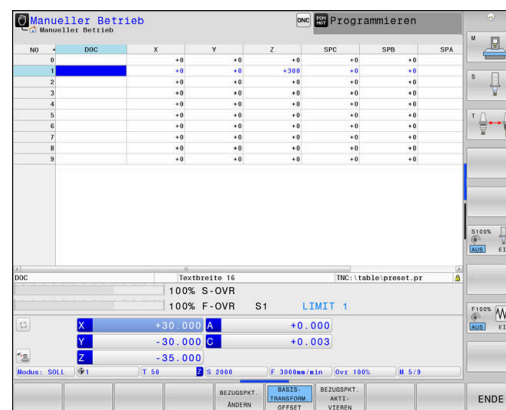 Manueller Betrieb
DNC
Programmieren
Manueller Betrieb
NO DOC X Y Z SPC SPB SPA
0 +0 +0 +0 +0 +0
1 +0 +0 +300 +0 +0
2 +0 +0 +0 +0 +0
3 +0 +0 +0 +0 +0
4 +0 +0 +0 +0 +0
5 +0 +0 +0 +0 +0
6 +0 +0 +0 +0 +0
7 +0 +0 +0 +0 +0
8 +0 +0 +0 +0 +0
9 +0 +0 +0 +0 +0
M
S
T
DOC Textbreite 16 TNC:\table\preset.pr
100% S-OVR
100% F-OVR S1 LIMIT 1
X +30.000 A +0.000
Y -30.000 C +0.003
Z -35.000
Modus: SOLL 1 T 50 Z S 2000 F 3000mm/min Ovr 100% M 5/9
S100%
AUS EI
F100%
AUS EI
BEZUGSPKT. ÄNDERN
BASIS- TRANSFORM. OFFSET
BEZUGSPKT. AKTI- VIEREN
ENDE